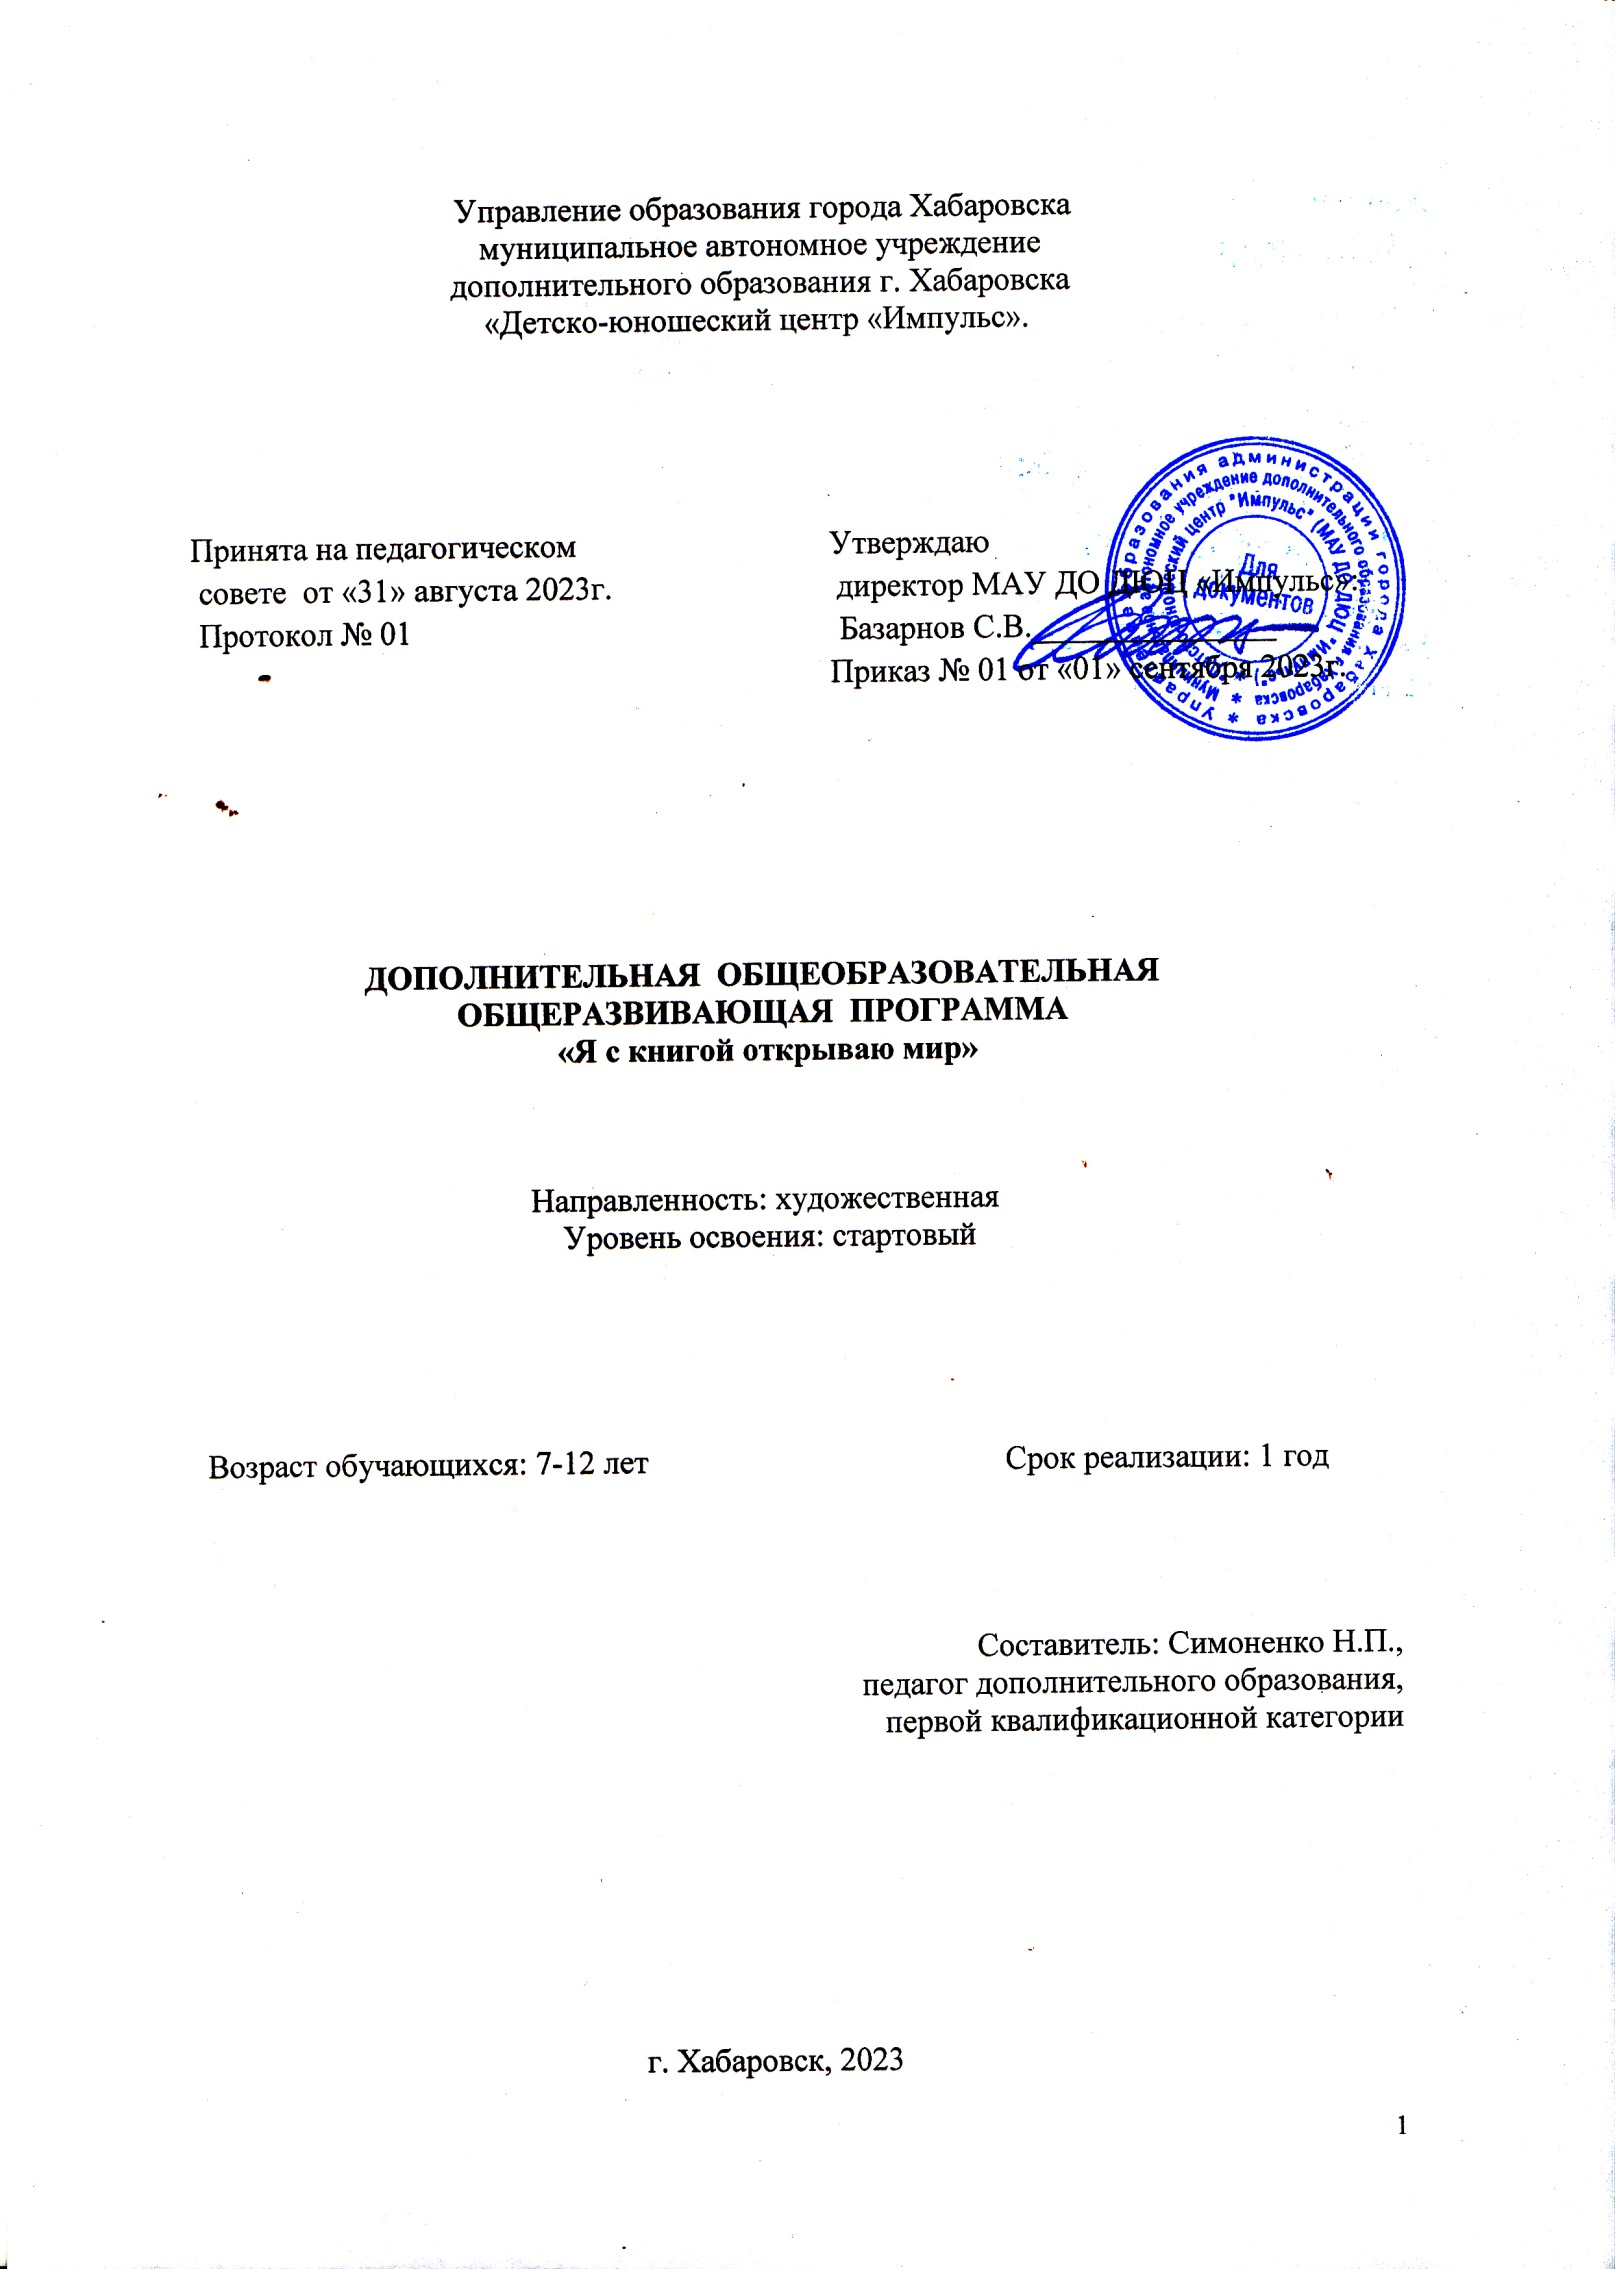 Управление образования города Хабаровска
муниципальное автономное учреждение
дополнительного образования г. Хабаровска
«Детско-юношеский центр «Импульс».
Принята на педагогическом
совете от «31» августа 2023г.
Протокол № 01
Утверждаю
директор МАУ ДО ДЮЦ «Импульс»:
Базарнов С.В.
Приказ № 01 от «01» сентября 2023г.
Для
документов
ДОПОЛНИТЕЛЬНАЯ ОБЩЕОБРАЗОВАТЕЛЬНАЯ
ОБЩЕРАЗВИВАЮЩАЯ ПРОГРАММА
«Я с книгой открываю мир»
Направленность: художественная
Уровень освоения: стартовый
Возраст обучающихся: 7-12 лет
Срок реализации: 1 год
Составитель: Симоненко Н.П.,
педагог дополнительного образования,
первой квалификационной категории
г. Хабаровск, 2023
1